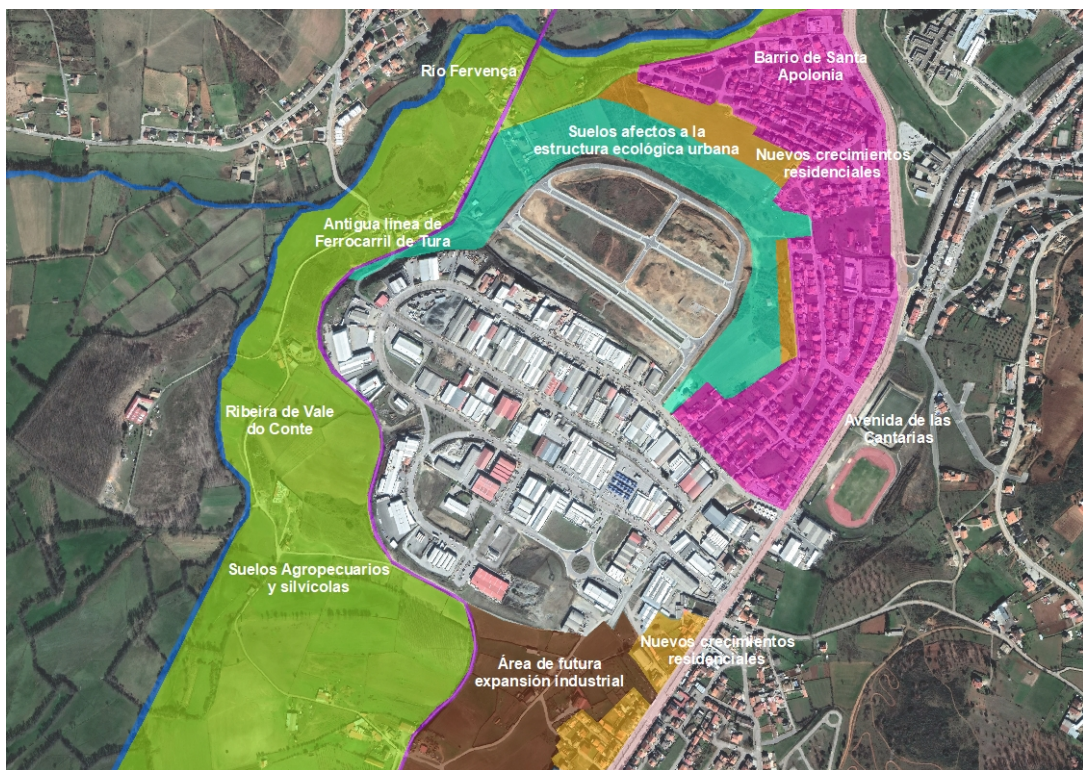 Barrio de Santa
Apolonia
Río Fervença
Suelos afectos a la
estructura ecológica urbana
Nuevos crecimientos
residenciales
Antigua línea de
Ferrocarril de Tura
Ribeira de Vale
do Conte
Avenida de las
Cantarias
Suelos Agropecuarios
y silvícolas
Nuevos crecimientos
residenciales
Área de futura
expansión industrial